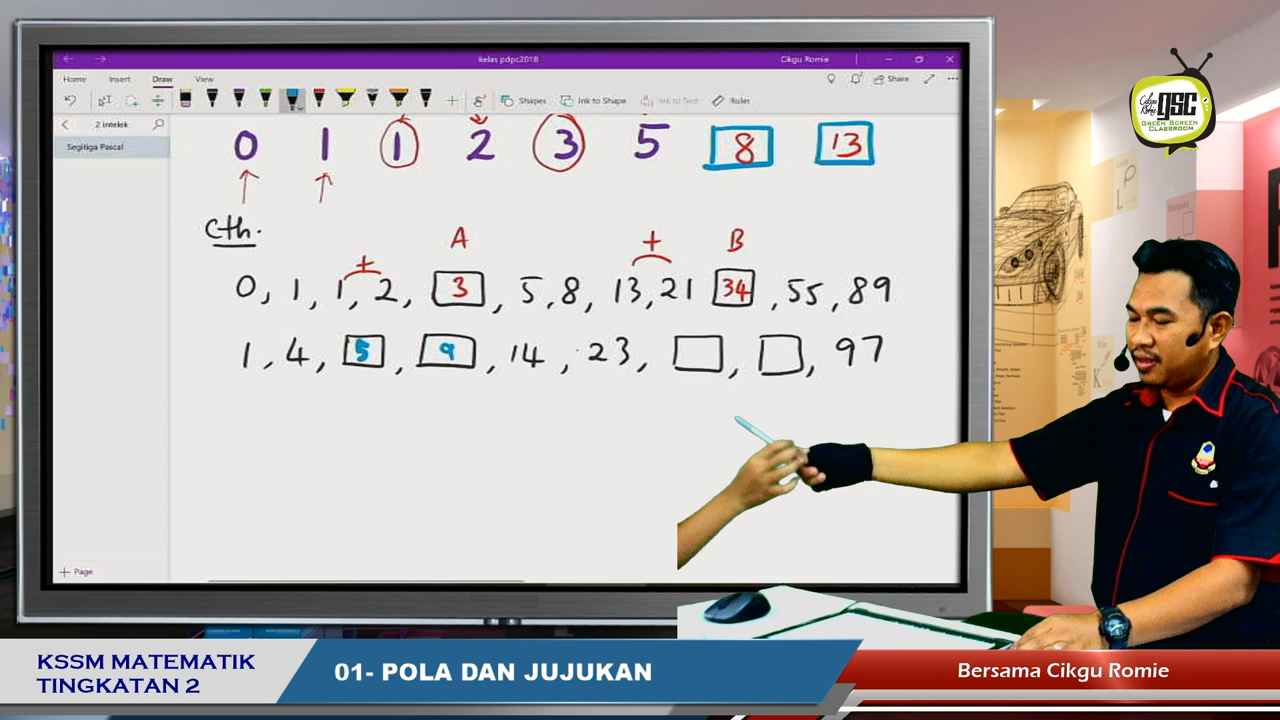 kelas pdpc2018
Cikgu Romie
Home Insert Draw View
Share
Shapes
Ink to Shape
Ink to Text
Ruler
2 intelek
Segitiga Pascal
0 1 1 2 3 5 8 13
Cth.
+ A + B
0, 1, 1, 2, 3, 5, 8, 13, 21 34, 55, 89
1, 4, 5, 9, 14, 23, , , 97
+ Page
Cikgu Romie gsc
GREEN SCREEN
CLASSROOM
KSSM MATEMATIK
TINGKATAN 2
01- POLA DAN JUJUKAN
Bersama Cikgu Romie